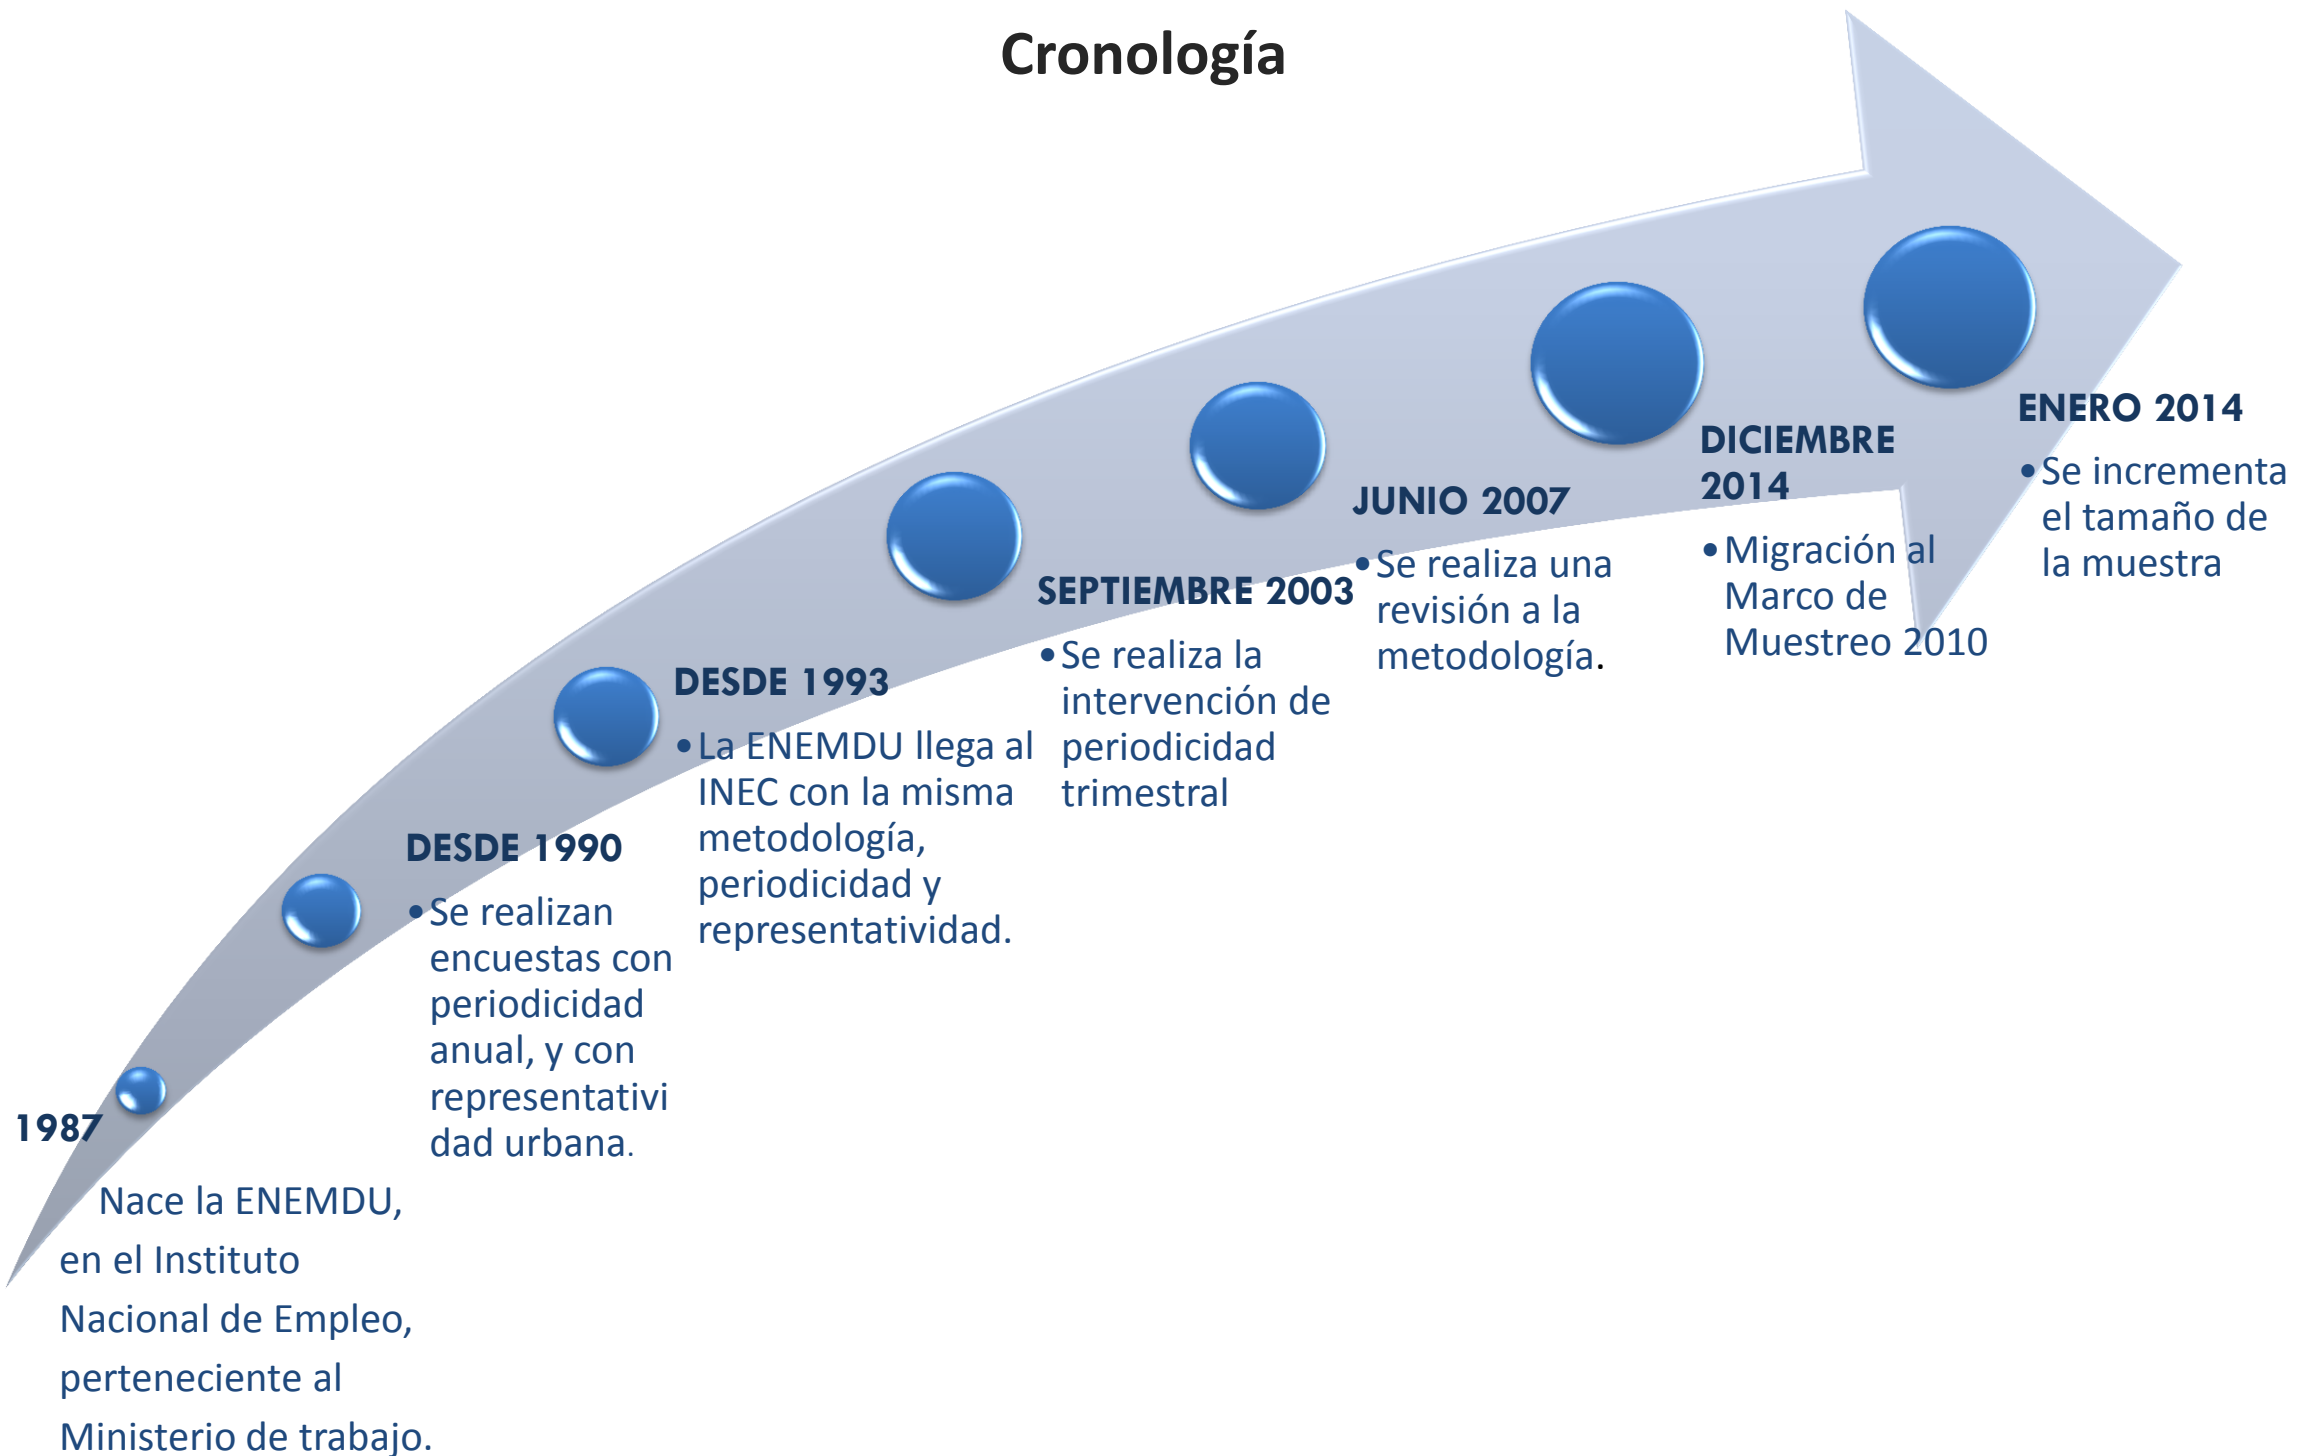 Cronología
1987
Nace la ENEMDU,
en el Instituto
Nacional de Empleo,
perteneciente al
Ministerio de trabajo.
DESDE 1990
•Se realizan
encuestas con
periodicidad
anual, y con
representativi
dad urbana.
DESDE 1993
•La ENEMDU llega al
INEC con la misma
metodología,
periodicidad y
representatividad.
SEPTIEMBRE 2003
•Se realiza la
intervención de
periodicidad
trimestral
JUNIO 2007
•Se realiza una
revisión a la
metodología.
DICIEMBRE
2014
•Migración al
Marco de
Muestreo 2010
ENERO 2014
•Se incrementa
el tamaño de
la muestra